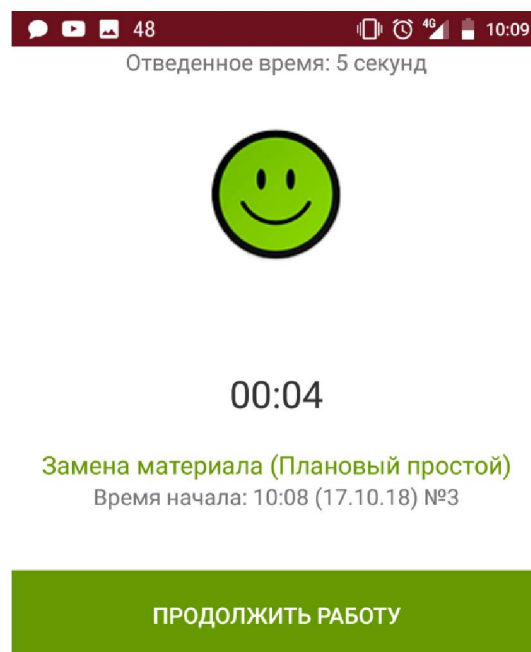 48 4G 10:09
Отведенное время: 5 секунд
00:04
Замена материала (Плановый простой)
Время начала: 10:08 (17.10.18) №3
ПРОДОЛЖИТЬ РАБОТУ